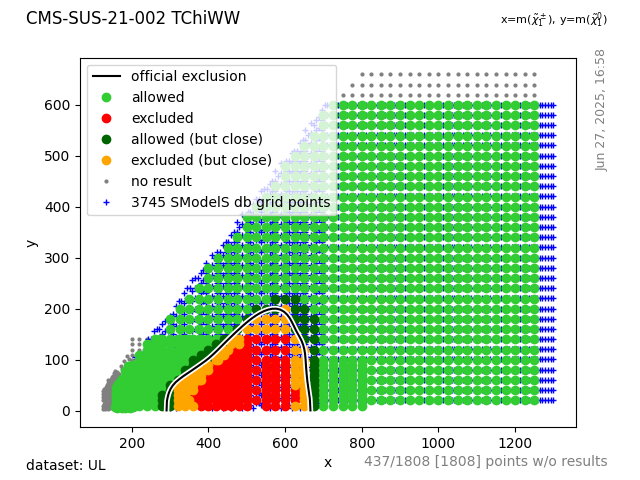 CMS-SUS-21-002 TChiWW
x=m(χ̃₁±), y=m(χ̃₁⁰)
Jun 27, 2025, 16:58
official exclusion
allowed
excluded
allowed (but close)
excluded (but close)
no result
3745 SModelS db grid points
y
600
500
400
300
200
100
0
200 400 600 800 1000 1200
x
437/1808 [1808] points w/o results
dataset: UL